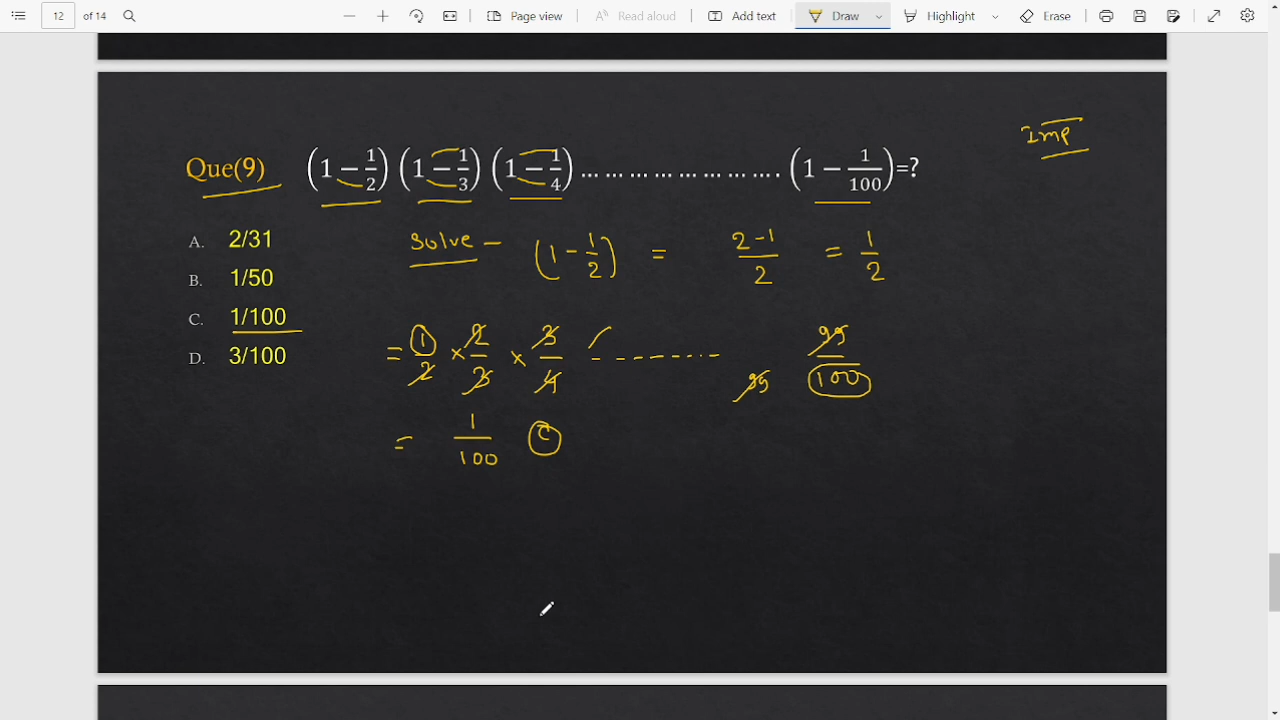 12 of 14 Page view Read aloud Add text Draw Highlight Erase
Imp
Que(9) (1 − 1/2) (1 − 1/3) (1 − 1/4) ... ... ... ... ... ... ... .... (1 − 1/100)=?
A. 2/31
B. 1/50
C. 1/100
D. 3/100
Solve − (1 − 1/2) = 2-1/2 = 1/2
= 1/2 × 2/3 × 3/4 - - - - - - - - 99 99/100
= 1/100 C